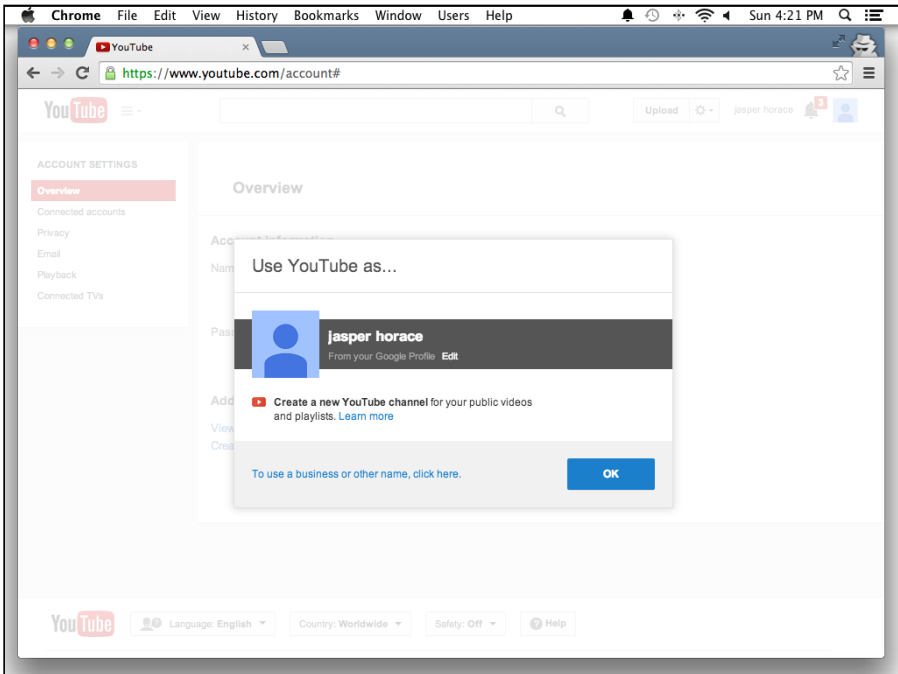 Chrome File Edit View History Bookmarks Window Users Help Sun 4:21 PM
YouTube
https://www.youtube.com/account#
YouTube Upload jasper horace 3
ACCOUNT SETTINGS
Overview
Connected accounts
Privacy
Email
Playback
Connected TVs
Overview
Use YouTube as...
jasper horace
From your Google Profile Edit
Create a new YouTube channel for your public videos
and playlists. Learn more
To use a business or other name, click here.
OK
YouTube Language: English Country: Worldwide Safety: Off Help